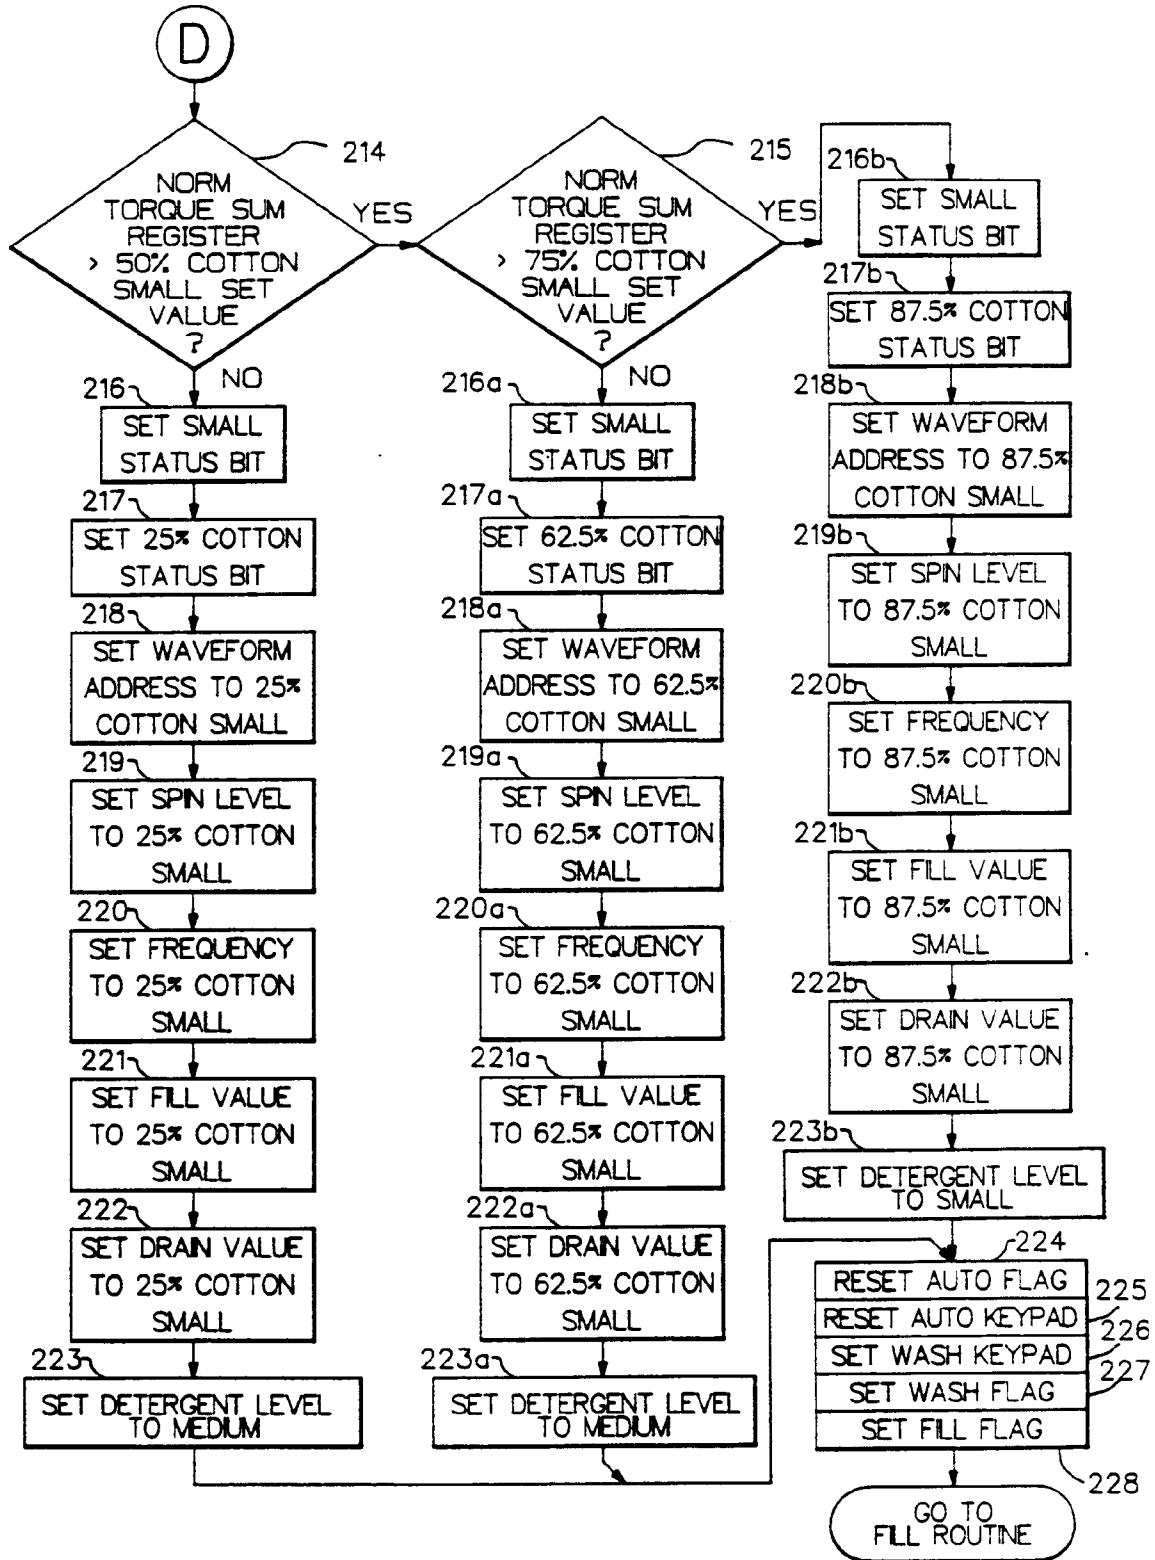 D
214
NORM
TORQUE SUM
REGISTER
> 50% COTTON
SMALL SET
VALUE
?
YES
NO
215
NORM
TORQUE SUM
REGISTER
> 75% COTTON
SMALL SET
VALUE
?
YES
NO
216
SET SMALL
STATUS BIT
217
SET 25% COTTON
STATUS BIT
218
SET WAVEFORM
ADDRESS TO 25%
COTTON SMALL
219
SET SPIN LEVEL
TO 25% COTTON
SMALL
220
SET FREQUENCY
TO 25% COTTON
SMALL
221
SET FILL VALUE
TO 25% COTTON
SMALL
222
SET DRAIN VALUE
TO 25% COTTON
SMALL
223
SET DETERGENT LEVEL
TO MEDIUM
216a
SET SMALL
STATUS BIT
217a
SET 62.5% COTTON
STATUS BIT
218a
SET WAVEFORM
ADDRESS TO 62.5%
COTTON SMALL
219a
SET SPIN LEVEL
TO 62.5% COTTON
SMALL
220a
SET FREQUENCY
TO 62.5% COTTON
SMALL
221a
SET FILL VALUE
TO 62.5% COTTON
SMALL
222a
SET DRAIN VALUE
TO 62.5% COTTON
SMALL
223a
SET DETERGENT LEVEL
TO MEDIUM
216b
SET SMALL
STATUS BIT
217b
SET 87.5% COTTON
STATUS BIT
218b
SET WAVEFORM
ADDRESS TO 87.5%
COTTON SMALL
219b
SET SPIN LEVEL
TO 87.5% COTTON
SMALL
220b
SET FREQUENCY
TO 87.5% COTTON
SMALL
221b
SET FILL VALUE
TO 87.5% COTTON
SMALL
222b
SET DRAIN VALUE
TO 87.5% COTTON
SMALL
223b
SET DETERGENT LEVEL
TO SMALL
224
RESET AUTO FLAG
225
RESET AUTO KEYPAD
226
SET WASH KEYPAD
227
SET WASH FLAG
SET FILL FLAG
228
GO TO
FILL ROUTINE